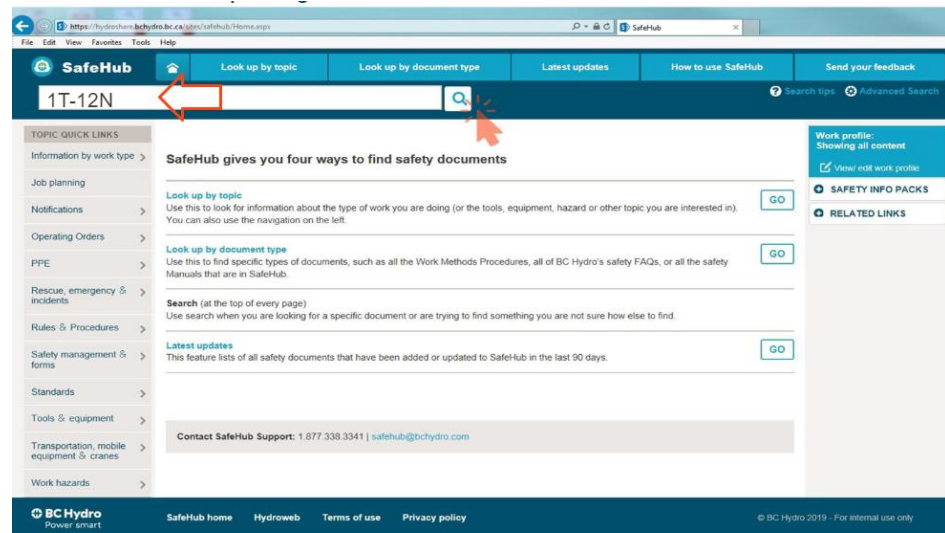 https://hydroshare.bchydro.bc.ca/sites/safehub/Home.aspx
SafeHub
File Edit View Favorites Tools Help
SafeHub
Look up by topic
Look up by document type
Latest updates
How to use SafeHub
Send your feedback
1T-12N
Search tips
Advanced Search
TOPIC QUICK LINKS
Information by work type
Job planning
Notifications
Operating Orders
PPE
Rescue, emergency &
incidents
Rules & Procedures
Safety management &
forms
Standards
Tools & equipment
Transportation, mobile
equipment & cranes
Work hazards
SafeHub gives you four ways to find safety documents
Look up by topic
Use this to look for information about the type of work you are doing (or the tools, equipment, hazard or other topic you are interested in).
You can also use the navigation on the left.
GO
Look up by document type
Use this to find specific types of documents, such as all the Work Methods Procedures, all of BC Hydro's safety FAQs, or all the safety
Manuals that are in SafeHub.
GO
Search (at the top of every page)
Use search when you are looking for a specific document or are trying to find something you are not sure how else to find.
Latest updates
This feature lists of all safety documents that have been added or updated to SafeHub in the last 90 days.
GO
Contact SafeHub Support: 1.877.338.3341 | safehub@bchydro.com
Work profile:
Showing all content
View/ edit work profile
SAFETY INFO PACKS
RELATED LINKS
BC Hydro
Power smart
SafeHub home
Hydroweb
Terms of use
Privacy policy
© BC Hydro 2019 - For internal use only